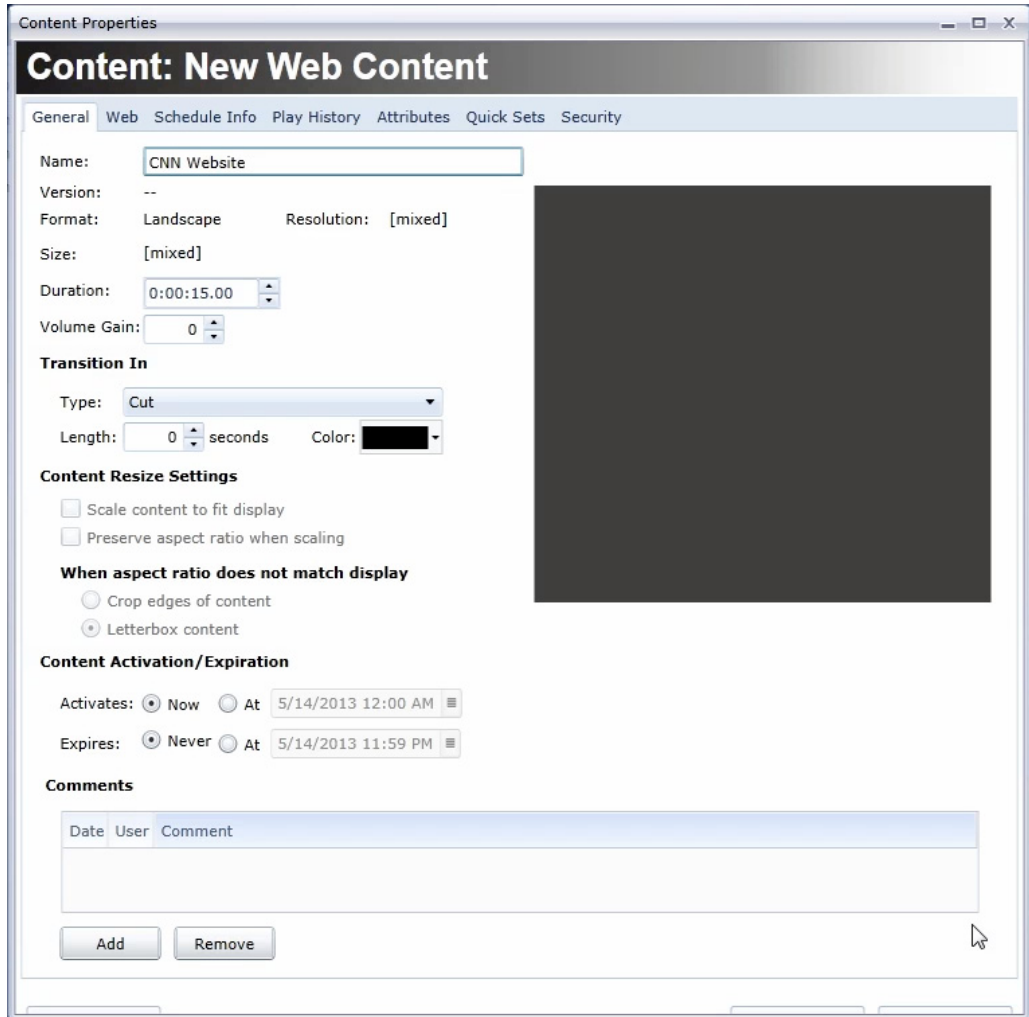 Content Properties
Content: New Web Content
General Web Schedule Info Play History Attributes Quick Sets Security
Name: CNN Website
Version: --
Format: Landscape Resolution: [mixed]
Size: [mixed]
Duration: 0:00:15.00
Volume Gain: 0
Transition In
Type: Cut
Length: 0 seconds Color:
Content Resize Settings
Scale content to fit display
Preserve aspect ratio when scaling
When aspect ratio does not match display
Crop edges of content
Letterbox content
Content Activation/Expiration
Activates: Now At 5/14/2013 12:00 AM
Expires: Never At 5/14/2013 11:59 PM
Comments
Date User Comment
Add Remove